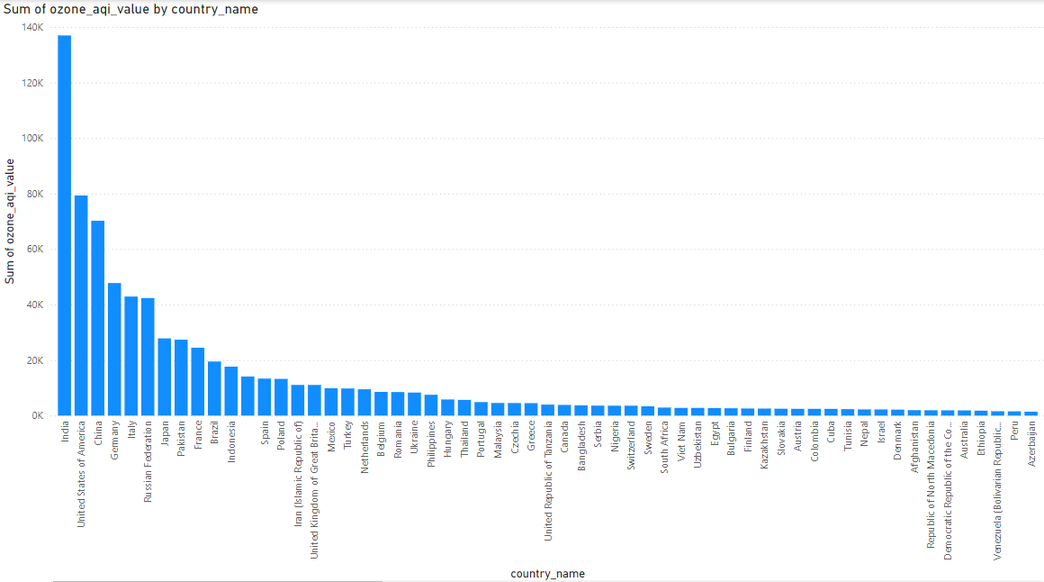 Sum of ozone_aqi_value by country_name
140K
120K
100K
80K
60K
40K
20K
0K
Sum of ozone_aqi_value
India
United States of America
China
Germany
Italy
Russian Federation
Japan
Pakistan
France
Brazil
Indonesia
Spain
Poland
Iran (Islamic Republic of)
United Kingdom of Great Brita...
Mexico
Turkey
Netherlands
Belgium
Romania
Ukraine
Philippines
Hungary
Thailand
Portugal
Malaysia
Czechia
Greece
United Republic of Tanzania
Canada
Bangladesh
Serbia
Nigeria
Switzerland
Sweden
South Africa
Viet Nam
Uzbekistan
Egypt
Bulgaria
Finland
Kazakhstan
Slovakia
Austria
Colombia
Cuba
Tunisia
Nepal
Israel
Denmark
Afghanistan
Republic of North Macedonia
Democratic Republic of the Co...
Australia
Ethiopia
Venezuela (Bolivarian Republic...
Peru
Azerbaijan
country_name